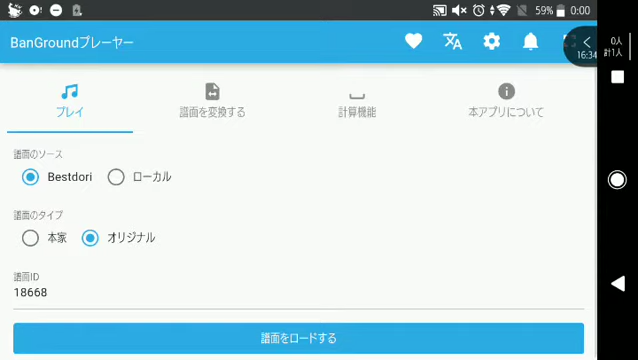 59% 0:00
BanGroundプレーヤー
16:34
0人
計1人
プレイ
譜面を変換する
計算機能
本アプリについて
譜面のソース
Bestdori
ローカル
譜面のタイプ
本家
オリジナル
譜面ID
18668
譜面をロードする